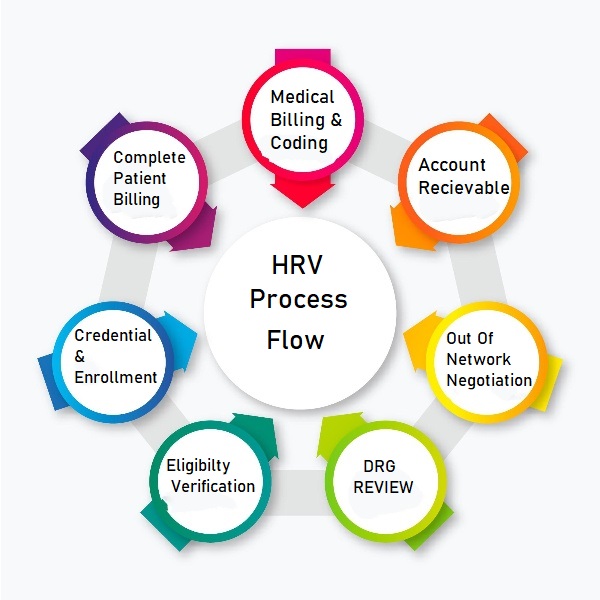 Medical
Billing &
Coding
Account
Recievable
Out Of
Network
Negotiation
DRG
REVIEW
Eligibilty
Verification
Credential
&
Enrollment
Complete
Patient
Billing
HRV
Process
Flow